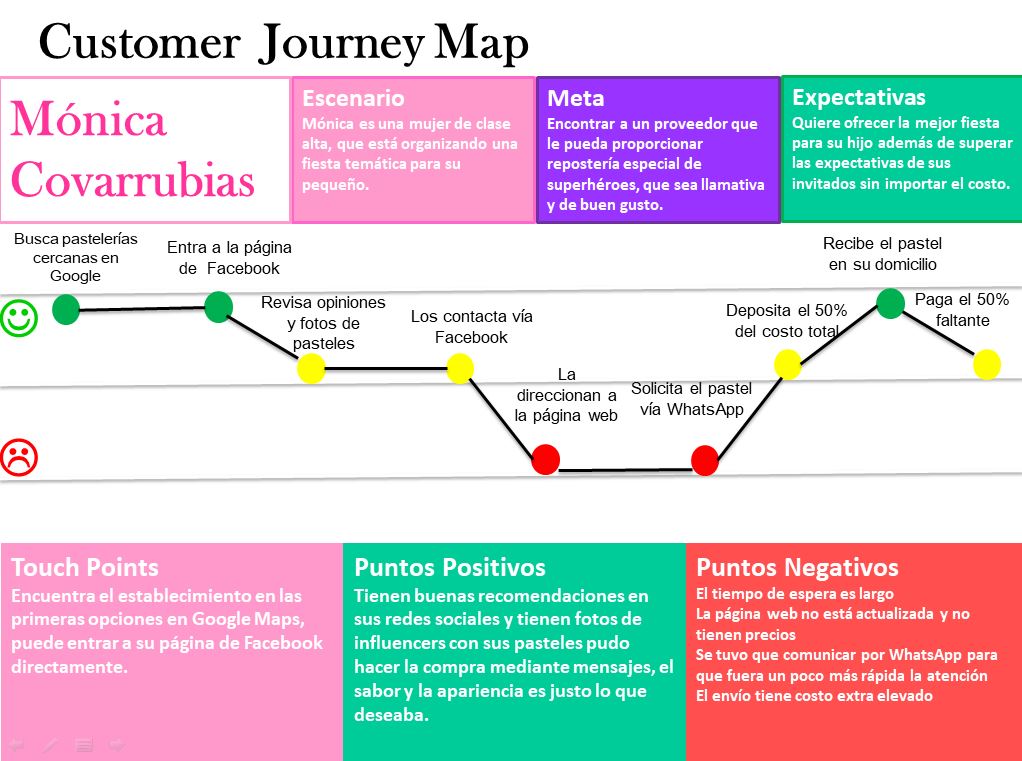 Customer Journey Map
Mónica
Covarrubias
Escenario
Mónica es una mujer de clase
alta, que está organizando una
fiesta temática para su
pequeño.
Meta
Encontrar a un proveedor que
le pueda proporcionar
repostería especial de
superhéroes, que sea llamativa
y de buen gusto.
Expectativas
Quiere ofrecer la mejor fiesta
para su hijo además de superar
las expectativas de sus
invitados sin importar el costo.
Busca pastelerías
cercanas en
Google
Entra a la página
de Facebook
Revisa opiniones
y fotos de
pasteles
Los contacta vía
Facebook
La
direccionan a
la página web
Solicita el pastel
vía WhatsApp
Deposita el 50%
del costo total
Recibe el pastel
en su domicilio
Paga el 50%
faltante
Touch Points
Encuentra el establecimiento en las
primeras opciones en Google Maps,
puede entrar a su página de Facebook
directamente.
Puntos Positivos
Tienen buenas recomendaciones en
sus redes sociales y tienen fotos de
influencers con sus pasteles pudo
hacer la compra mediante mensajes, el
sabor y la apariencia es justo lo que
deseaba.
Puntos Negativos
El tiempo de espera es largo
La página web no está actualizada y no
tienen precios
Se tuvo que comunicar por WhatsApp para
que fuera un poco más rápida la atención
El envío tiene costo extra elevado